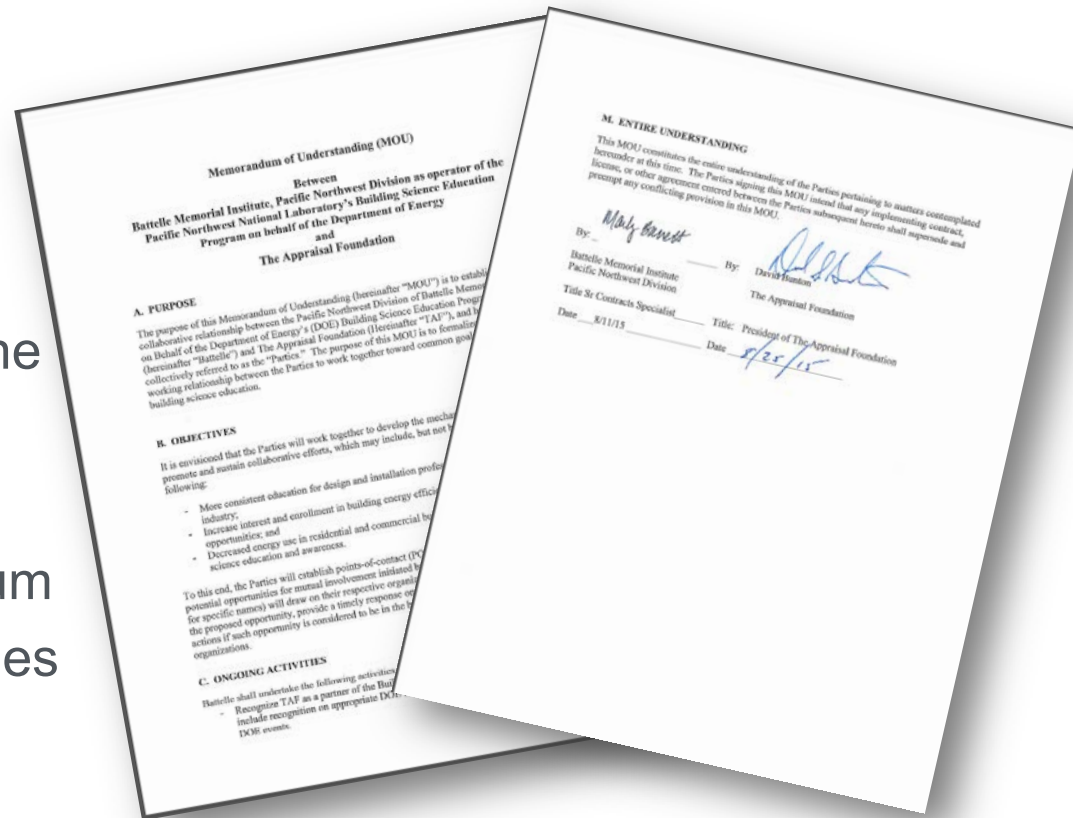 ne
um
es
Memorandum of Understanding (MOU)
Between
Battelle Memorial Institute, Pacific Northwest Division as operator of the
Pacific Northwest National Laboratory's Building Science Education
Program on behalf of the Department of Energy
and
The Appraisal Foundation
A. PURPOSE
The purpose of this Memorandum of Understanding (hereinafter "MOU") is to establi
collaborative relationship between the Pacific Northwest Division of Battelle Memor
on Behalf of the Department of Energy's (DOE) Building Science Education Progr
(hereinafter "Battelle") and The Appraisal Foundation (Hereinafter "TAF"), and h
collectively referred to as the "Parties." The purpose of this MOU is to formaliz
working relationship between the Parties to work together toward common goal
building science education.
B. OBJECTIVES
It is envisioned that the Parties will work together to develop the mecha
promote and sustain collaborative efforts, which may include, but not b
following:
- More consistent education for design and installation profes
industry;
- Increase interest and enrollment in building energy effici
opportunities; and
- Decreased energy use in residential and commercial bu
science education and awareness.
To this end, the Parties will establish points-of-contact (PO
potential opportunities for mutual involvement initiated b
for specific names) will draw on their respective organiz
the proposed opportunity, provide a timely response or
actions if such opportunity is considered to be in the b
organizations.
C. ONGOING ACTIVITIES
Battelle shall undertake the following activities
- Recognize TAF as a partner of the Buil
include recognition on appropriate DO
DOE events.
M. ENTIRE UNDERSTANDING
This MOU constitutes the entire understanding of the Parties pertaining to matters contemplated
hereunder at this time. The Parties signing this MOU intend that any implementing contract,
license, or other agreement entered between the Parties subsequent hereto shall supersede and
preempt any conflicting provision in this MOU.
By: By:
Battelle Memorial Institute
Pacific Northwest Division
David Bunton
The Appraisal Foundation
Title Sr Contracts Specialist Title: President of The Appraisal Foundation
Date 8/11/15 Date 8/25/15